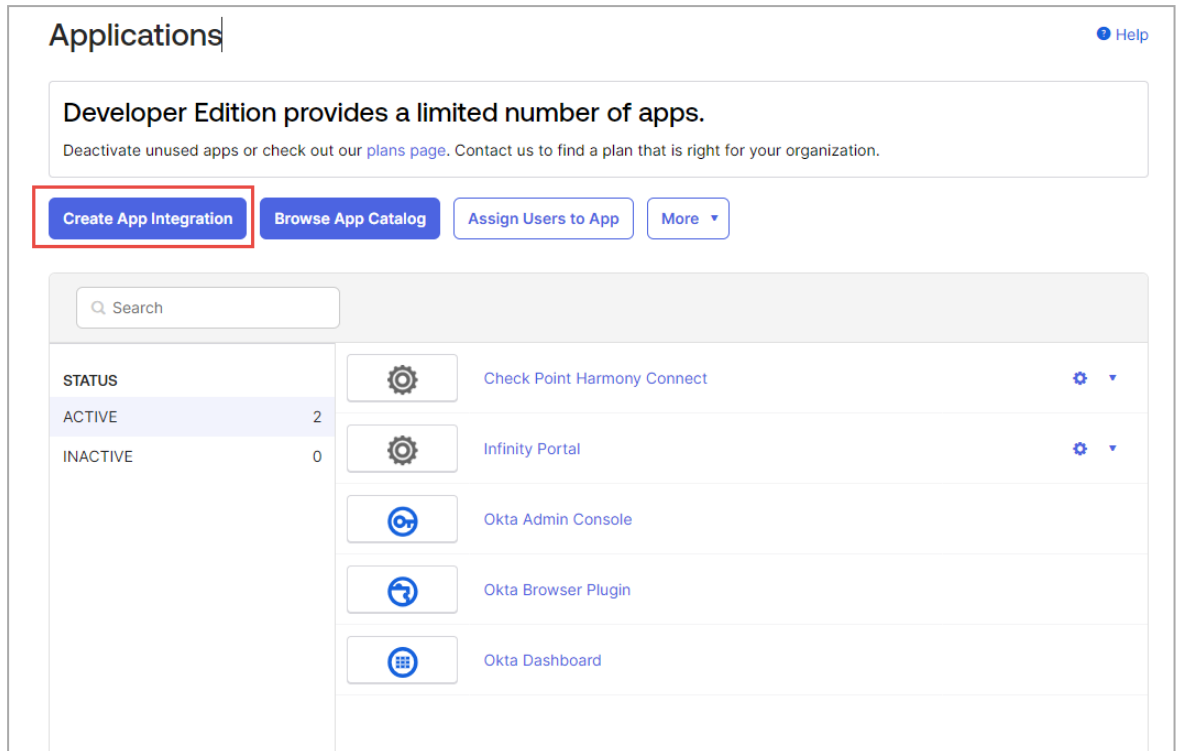 Applications
Help
Developer Edition provides a limited number of apps.
Deactivate unused apps or check out our plans page. Contact us to find a plan that is right for your organization.
Create App Integration
Browse App Catalog
Assign Users to App
More
Search
STATUS
ACTIVE 2
INACTIVE 0
Check Point Harmony Connect
Infinity Portal
Okta Admin Console
Okta Browser Plugin
Okta Dashboard